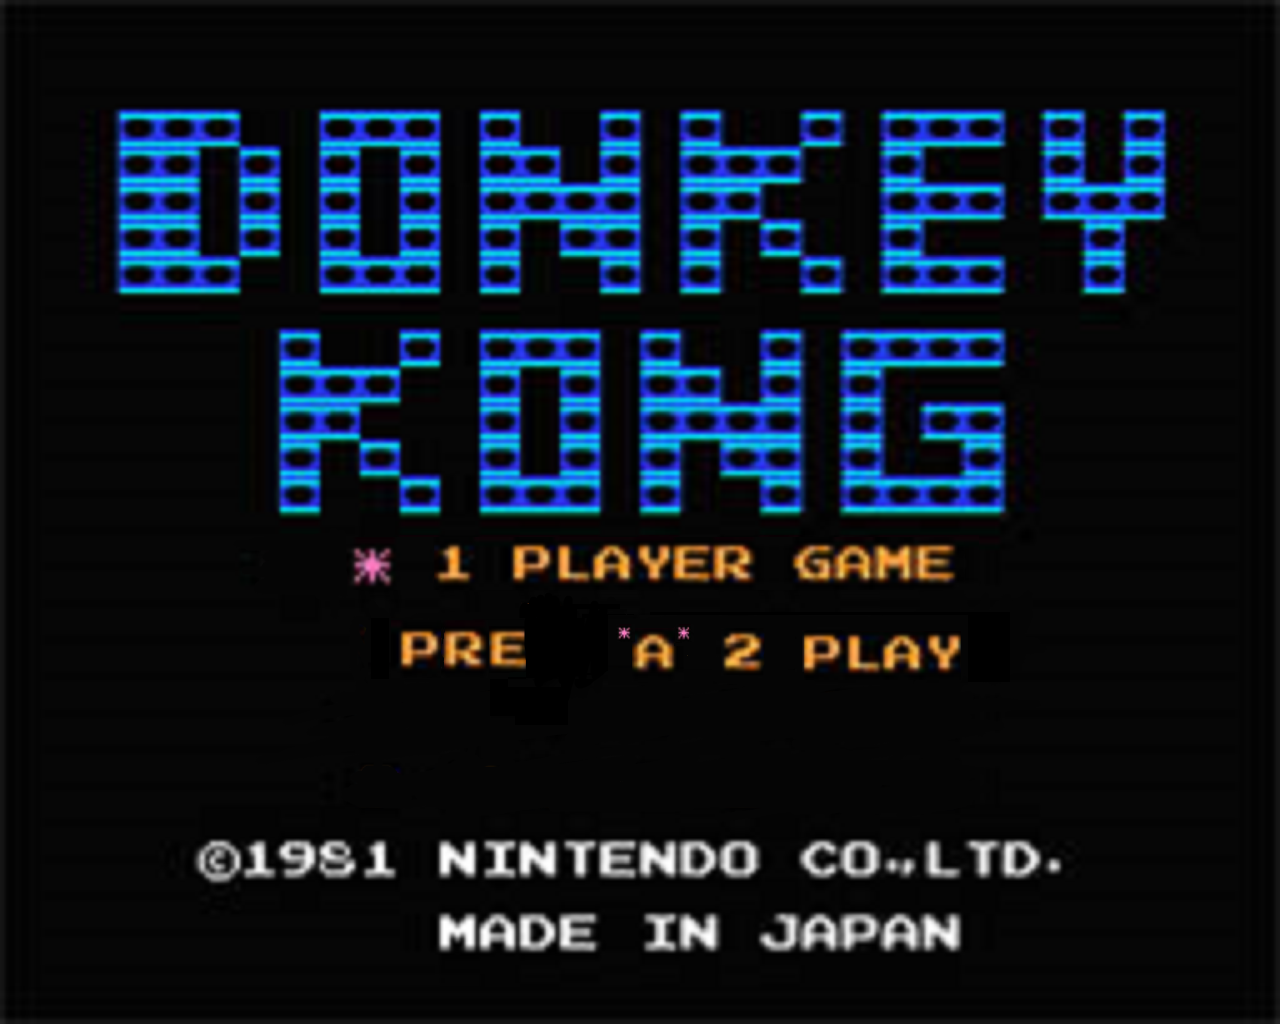 DONKEY
KONG
* 1 PLAYER GAME
PRE *A* 2 PLAY
©1981 NINTENDO CO.,LTD.
MADE IN JAPAN